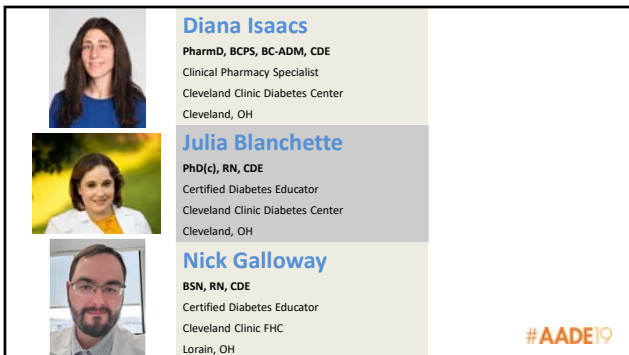 Diana Isaacs
PharmD, BCPS, BC-ADM, CDE
Clinical Pharmacy Specialist
Cleveland Clinic Diabetes Center
Cleveland, OH
Julia Blanchette
PhD(c), RN, CDE
Certified Diabetes Educator
Cleveland Clinic Diabetes Center
Cleveland, OH
Nick Galloway
BSN, RN, CDE
Certified Diabetes Educator
Cleveland Clinic FHC
Lorain, OH
#AADE19